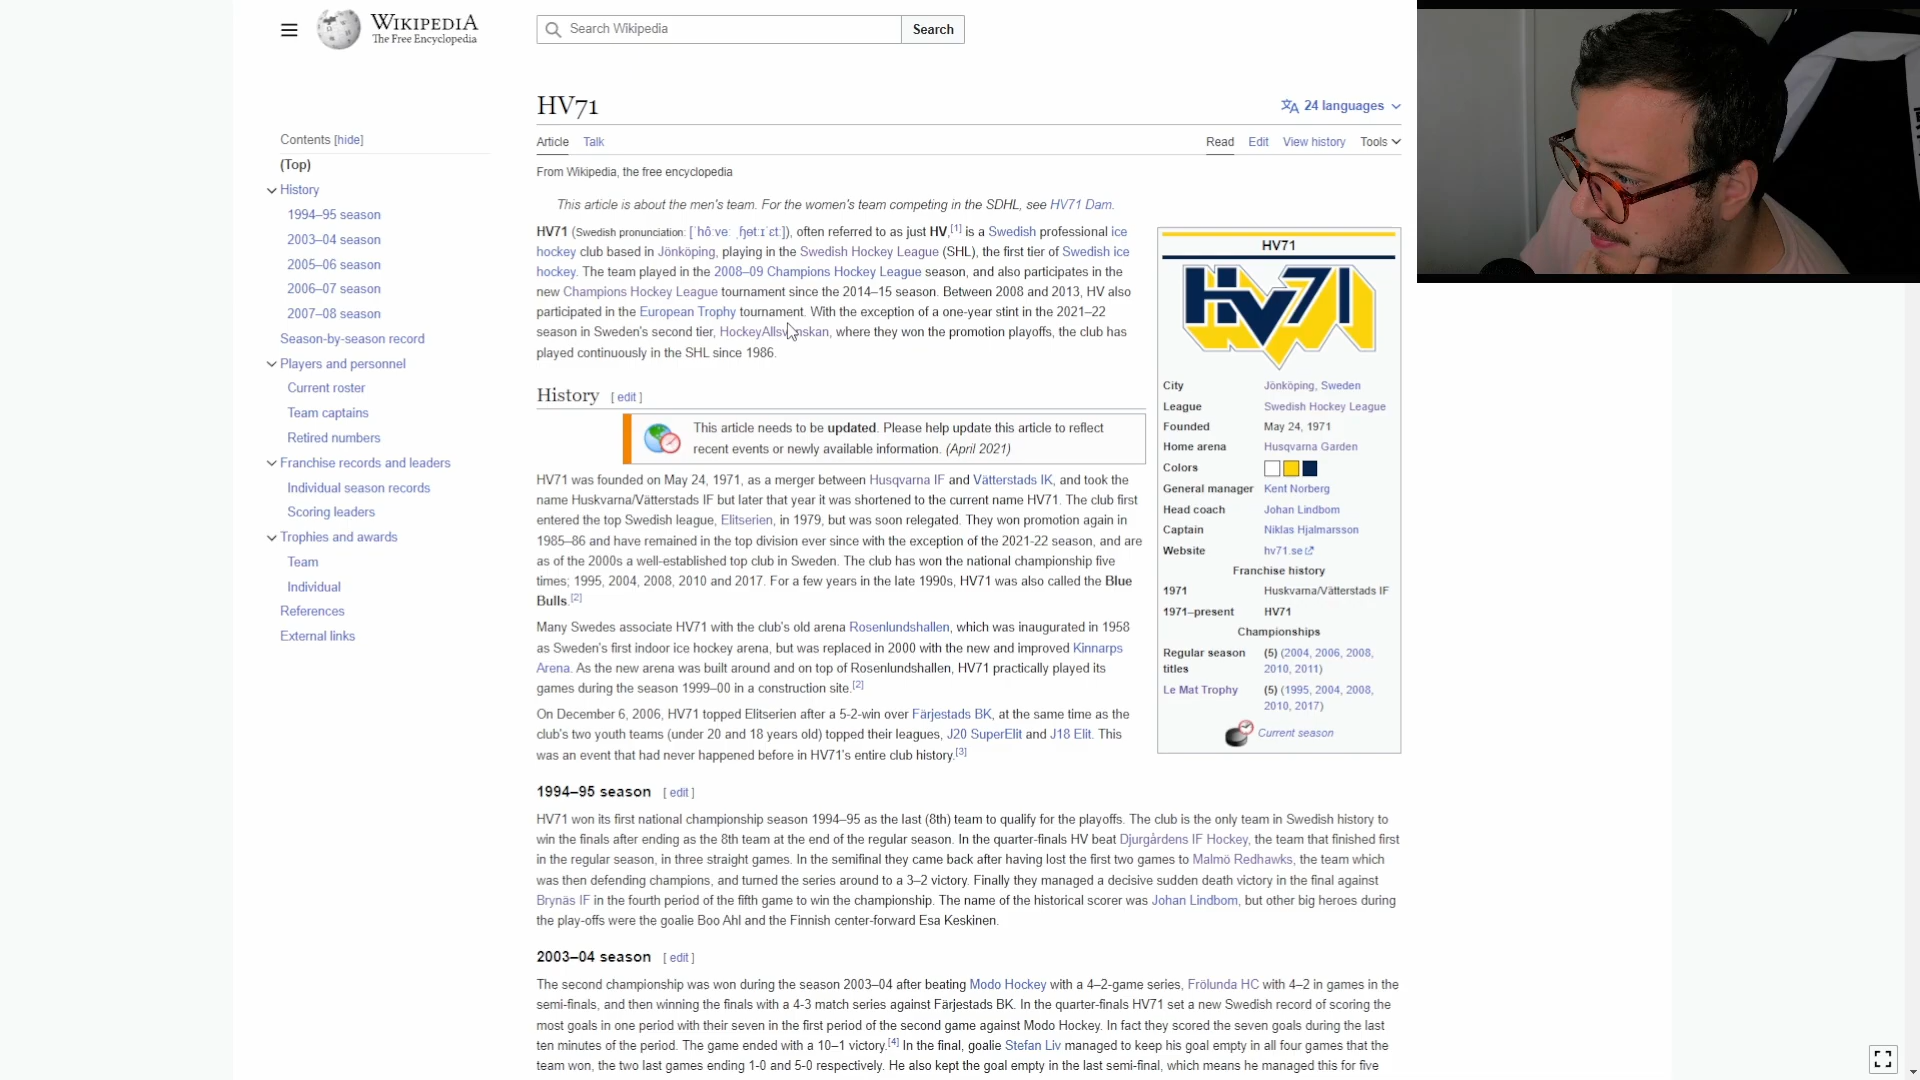 WIKIPEDIA
The Free Encyclopedia
Search Wikipedia
Search
Contents [hide]
(Top)
History
1994–95 season
2003–04 season
2005–06 season
2006–07 season
2007–08 season
Season-by-season record
Players and personnel
Current roster
Team captains
Retired numbers
Franchise records and leaders
Individual season records
Scoring leaders
Trophies and awards
Team
Individual
References
External links
HV71
24 languages
Article Talk
Read Edit View history Tools
From Wikipedia, the free encyclopedia
This article is about the men's team. For the women's team competing in the SDHL, see HV71 Dam.
HV71 (Swedish pronunciation: [ˈhôːveː ˌɧɵtːɪˈɛtː]), often referred to as just HV,[1] is a Swedish professional ice
hockey club based in Jönköping, playing in the Swedish Hockey League (SHL), the first tier of Swedish ice
hockey. The team played in the 2008–09 Champions Hockey League season, and also participates in the
new Champions Hockey League tournament since the 2014–15 season. Between 2008 and 2013, HV also
participated in the European Trophy tournament. With the exception of a one-year stint in the 2021–22
season in Sweden's second tier, HockeyAllsvenskan, where they won the promotion playoffs, the club has
played continuously in the SHL since 1986.
History [ edit ]
This article needs to be updated. Please help update this article to reflect
recent events or newly available information. (April 2021)
HV71 was founded on May 24, 1971, as a merger between Husqvarna IF and Vätterstads IK, and took the
name Huskvarna/Vätterstads IF but later that year it was shortened to the current name HV71. The club first
entered the top Swedish league, Elitserien, in 1979, but was soon relegated. They won promotion again in
1985–86 and have remained in the top division ever since with the exception of the 2021-22 season, and are
as of the 2000s a well-established top club in Sweden. The club has won the national championship five
times; 1995, 2004, 2008, 2010 and 2017. For a few years in the late 1990s, HV71 was also called the Blue
Bulls.[2]
Many Swedes associate HV71 with the club's old arena Rosenlundshallen, which was inaugurated in 1958
as Sweden's first indoor ice hockey arena, but was replaced in 2000 with the new and improved Kinnarps
Arena. As the new arena was built around and on top of Rosenlundshallen, HV71 practically played its
games during the season 1999–00 in a construction site.[2]
On December 6, 2006, HV71 topped Elitserien after a 5-2-win over Färjestads BK, at the same time as the
club's two youth teams (under 20 and 18 years old) topped their leagues, J20 SuperElit and J18 Elit. This
was an event that had never happened before in HV71's entire club history.[3]
HV71
HV71
City Jönköping, Sweden
League Swedish Hockey League
Founded May 24, 1971
Home arena Husqvarna Garden
Colors
General manager Kent Norberg
Head coach Johan Lindbom
Captain Niklas Hjalmarsson
Website hv71.se
Franchise history
1971 Huskvarna/Vätterstads IF
1971–present HV71
Championships
Regular season (5) (2004, 2006, 2008,
titles 2010, 2011)
Le Mat Trophy (5) (1995, 2004, 2008,
2010, 2017)
Current season
1994–95 season [ edit ]
HV71 won its first national championship season 1994–95 as the last (8th) team to qualify for the playoffs. The club is the only team in Swedish history to
win the finals after ending as the 8th team at the end of the regular season. In the quarter-finals HV beat Djurgårdens IF Hockey, the team that finished first
in the regular season, in three straight games. In the semifinal they came back after having lost the first two games to Malmö Redhawks, the team which
was then defending champions, and turned the series around to a 3–2 victory. Finally they managed a decisive sudden death victory in the final against
Brynäs IF in the fourth period of the fifth game to win the championship. The name of the historical scorer was Johan Lindbom, but other big heroes during
the play-offs were the goalie Boo Ahl and the Finnish center-forward Esa Keskinen.
2003–04 season [ edit ]
The second championship was won during the season 2003–04 after beating Modo Hockey with a 4–2-game series, Frölunda HC with 4–2 in games in the
semi-finals, and then winning the finals with a 4-3 match series against Färjestads BK. In the quarter-finals HV71 set a new Swedish record of scoring the
most goals in one period with their seven in the first period of the second game against Modo Hockey. In fact they scored the seven goals during the last
ten minutes of the period. The game ended with a 10–1 victory.[4] In the final, goalie Stefan Liv managed to keep his goal empty in all four games that the
team won, the two last games ending 1-0 and 5-0 respectively. He also kept the goal empty in the last semi-final, which means he managed this for five